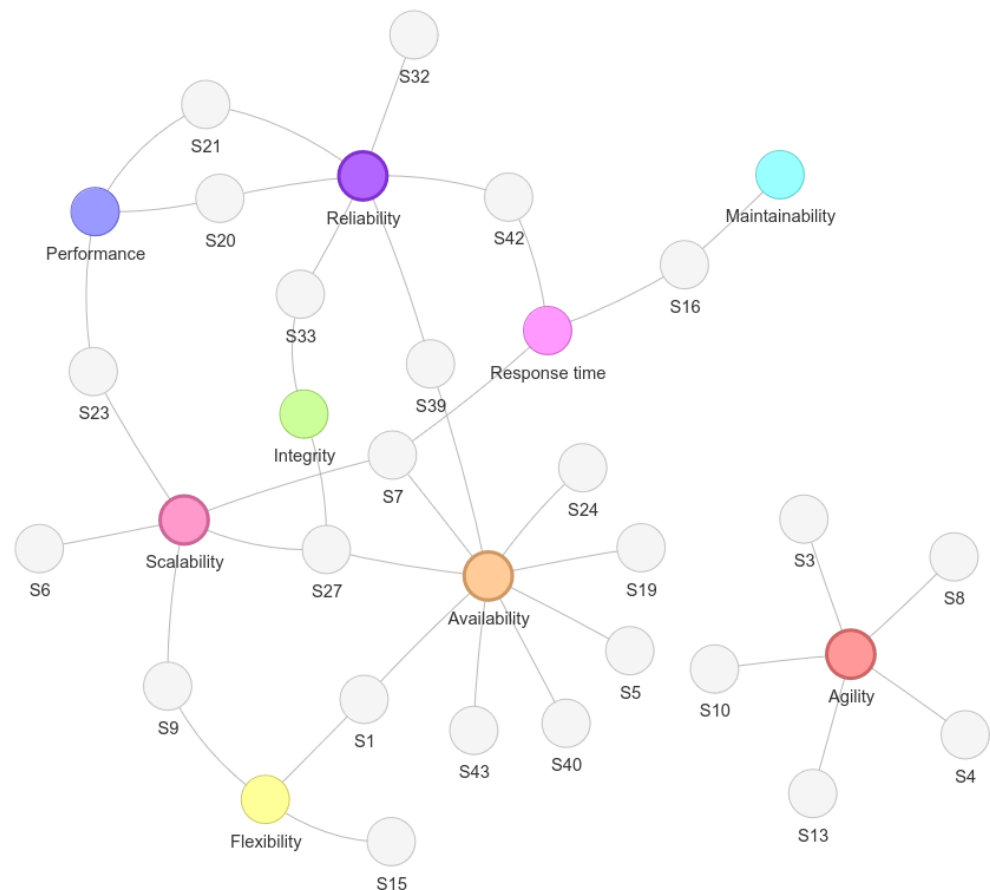 S32
S21
Reliability
Maintainability
S20
S42
Performance
S16
S33
Response time
S39
S23
Integrity
S7
S24
S3
Scalability
S6
S27
S19
S8
Availability
S5
Agility
S10
S9
S1
S43
S40
S4
S13
Flexibility
S15